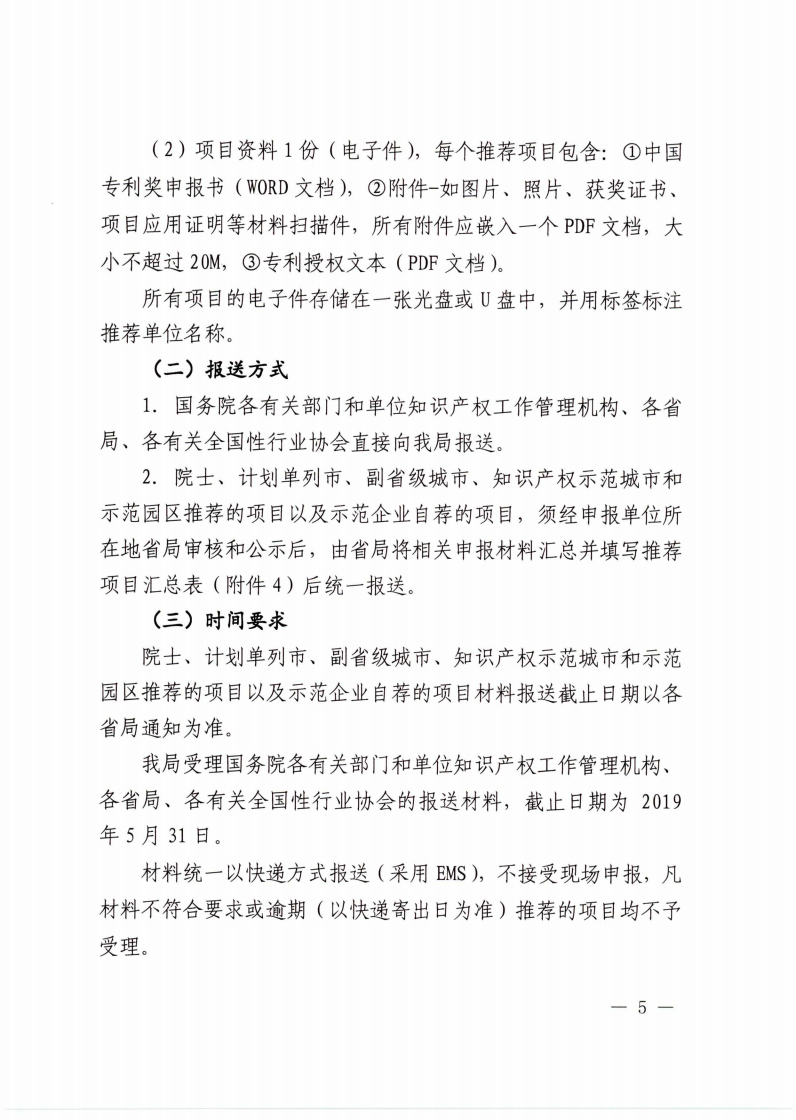 （2）项目资料1份（电子件），每个推荐项目包含：①中国
专利奖申报书（WORD文档），②附件-如图片、照片、获奖证书、
项目应用证明等材料扫描件，所有附件应嵌入一个PDF文档，大
小不超过20M，③专利授权文本（PDF文档）。
所有项目的电子件存储在一张光盘或U盘中，并用标签标注
推荐单位名称。
（二）报送方式
1. 国务院各有关部门和单位知识产权工作管理机构、各省
局、各有关全国性行业协会直接向我局报送。
2. 院士、计划单列市、副省级城市、知识产权示范城市和
示范园区推荐的项目以及示范企业自荐的项目，须经申报单位所
在地省局审核和公示后，由省局将相关申报材料汇总并填写推荐
项目汇总表（附件4）后统一报送。
（三）时间要求
院士、计划单列市、副省级城市、知识产权示范城市和示范
园区推荐的项目以及示范企业自荐的项目材料报送截止日期以各
省局通知为准。
我局受理国务院各有关部门和单位知识产权工作管理机构、
各省局、各有关全国性行业协会的报送材料，截止日期为 2019
年5月31日。
材料统一以快递方式报送（采用EMS），不接受现场申报，凡
材料不符合要求或逾期（以快递寄出日为准）推荐的项目均不予
受理。
— 5 —